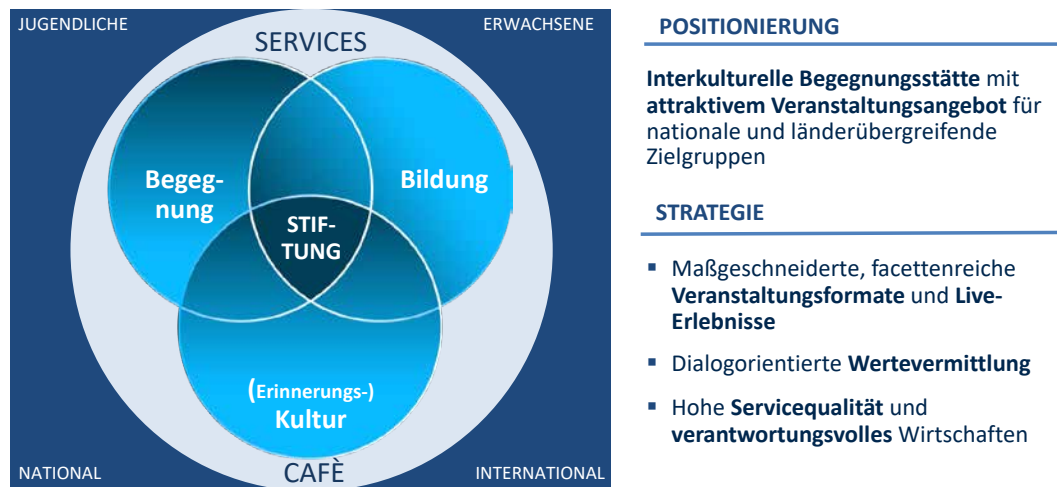 JUGENDLICHE
ERWACHSENE
SERVICES
Begeg-
nung
Bildung
STIF-
TUNG
(Erinnerungs-)
Kultur
CAFÈ
NATIONAL
INTERNATIONAL
POSITIONIERUNG
Interkulturelle Begegnungsstätte mit
attraktivem Veranstaltungsangebot für
nationale und länderübergreifende
Zielgruppen
STRATEGIE
▪ Maßgeschneiderte, facettenreiche
Veranstaltungsformate und Live-
Erlebnisse
▪ Dialogorientierte Wertevermittlung
▪ Hohe Servicequalität und
verantwortungsvolles Wirtschaften